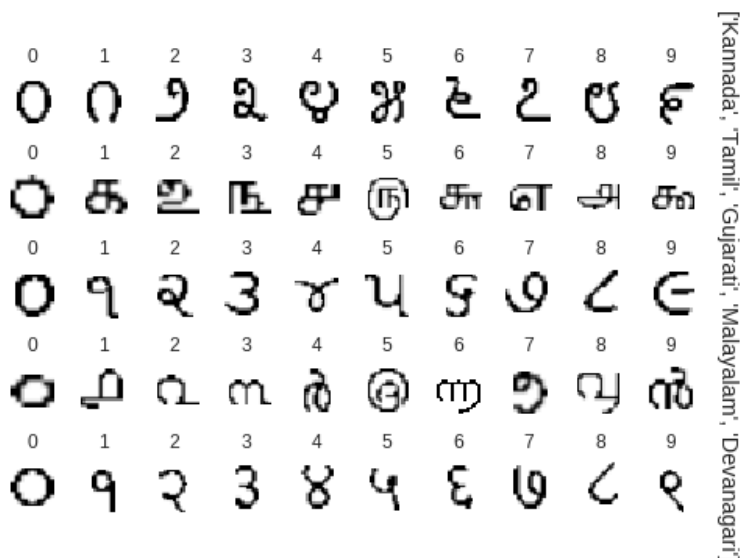 0 1 2 3 4 5 6 7 8 9
೦ ೧ ೨ ೩ ೪ ೫ ೬ ೭ ೮ ೯
0 1 2 3 4 5 6 7 8 9
௦ ௧ ௨ ௩ ௪ ௫ ௬ ௭ ௮ ௯
0 1 2 3 4 5 6 7 8 9
૦ ૧ ૨ ૩ ૪ ૫ ૬ ૭ ૮ ૯
0 1 2 3 4 5 6 7 8 9
൦ ൧ ൨ ൩ ൪ ൫ ൬ ൭ ൮ ൯
0 1 2 3 4 5 6 7 8 9
० १ २ ३ ४ ५ ६ ७ ८ ९
['Kannada', 'Tamil', 'Gujarati', 'Malayalam', 'Devanagari']